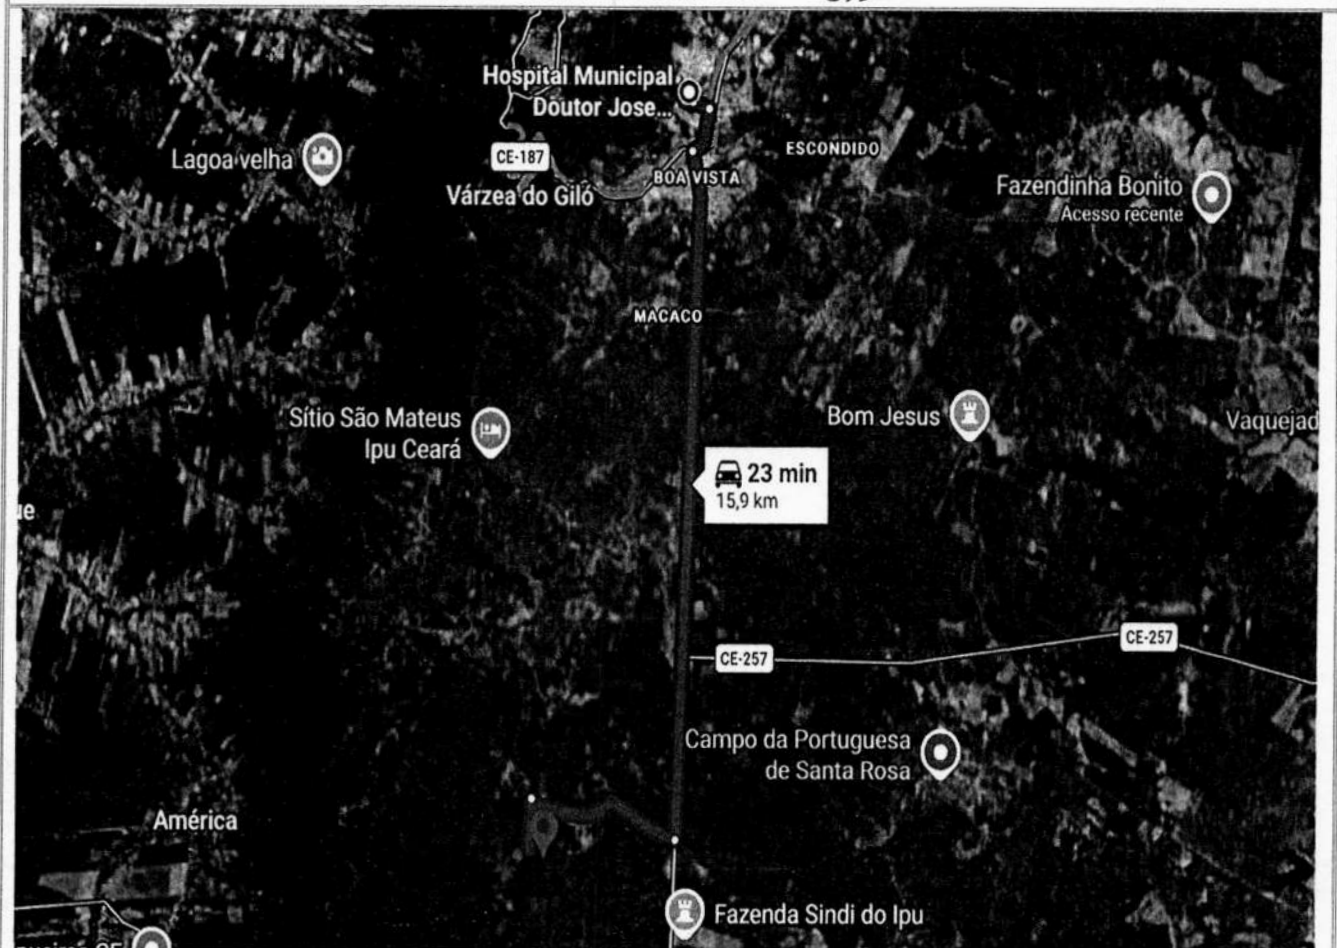 Hospital Municipal
Doutor Jose...
CE-187
Lagoa velha
ESCONDIDO
BOA VISTA
Várzea do Giló
Fazendinha Bonito
Acesso recente
MACACO
Sítio São Mateus
Ipu Ceará
Bom Jesus
Vaquejad
23 min
15,9 km
ue
CE-257
CE-257
Campo da Portuguesa
de Santa Rosa
América
Fazenda Sindi do Ipu